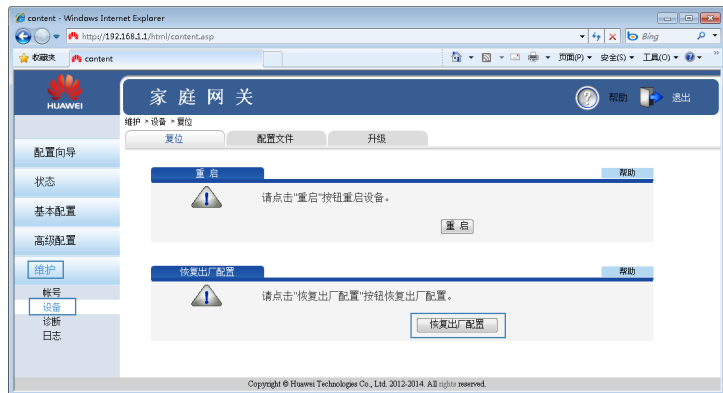 content - Windows Internet Explorer
http://192.168.1.1/html/content.asp
Bing
收藏夹
content
页面(P)
安全(S)
工具(O)
HUAWEI
家庭网关
帮助
退出
维护 > 设备 > 复位
复位
配置文件
升级
配置向导
状态
基本配置
高级配置
维护
帐号
设备
诊断
日志
重启
帮助
请点击"重启"按钮重启设备。
重启
恢复出厂配置
帮助
请点击"恢复出厂配置"按钮恢复出厂配置。
恢复出厂配置
Copyright © Huawei Technologies Co., Ltd. 2012-2014. All rights reserved.